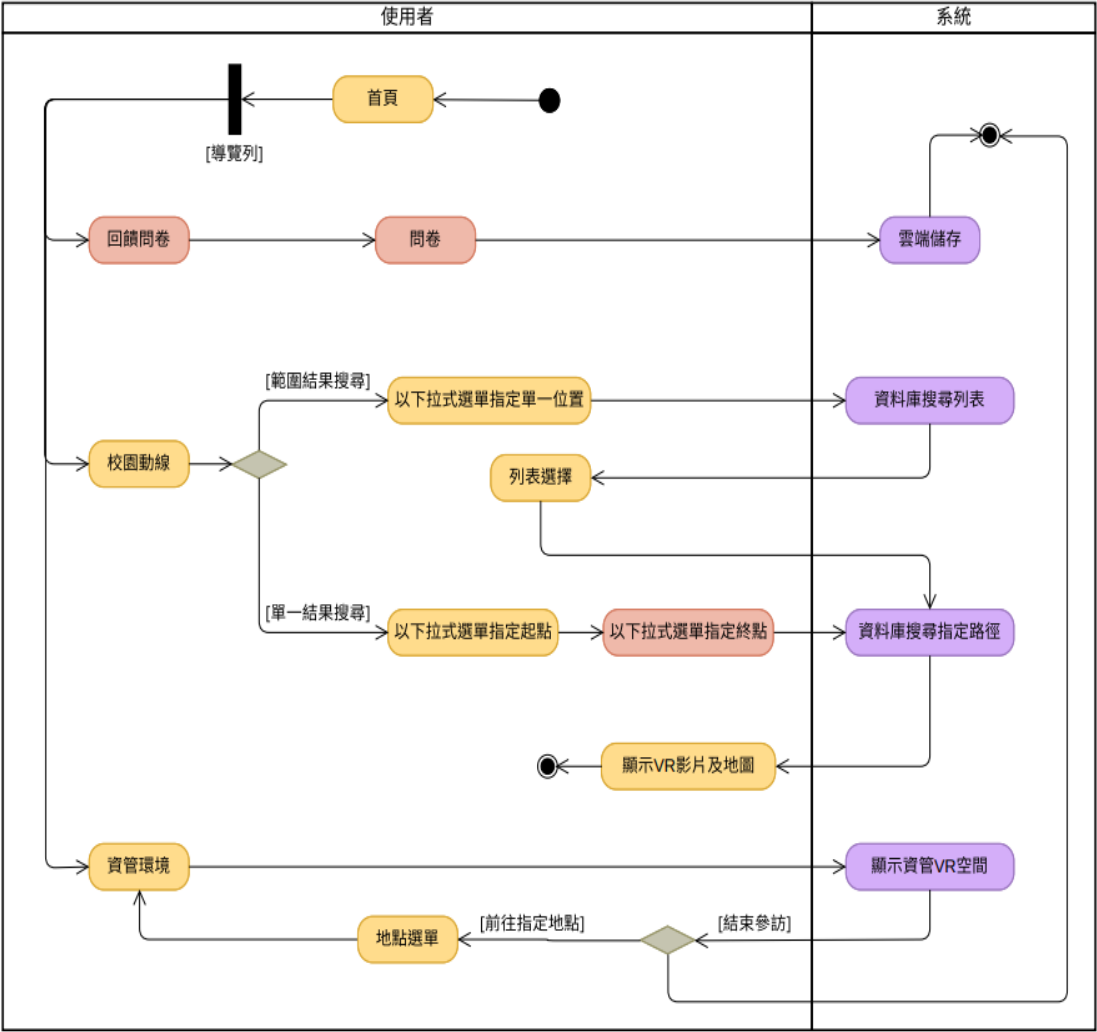 使用者
系統
首頁
[導覽列]
回饋問卷
問卷
雲端儲存
[範圍結果搜尋]
以下拉式選單指定單一位置
資料庫搜尋列表
校園動線
列表選擇
[單一結果搜尋]
以下拉式選單指定起點
以下拉式選單指定終點
資料庫搜尋指定路徑
顯示VR影片及地圖
資管環境
顯示資管VR空間
地點選單
[前往指定地點]
[結束參訪]